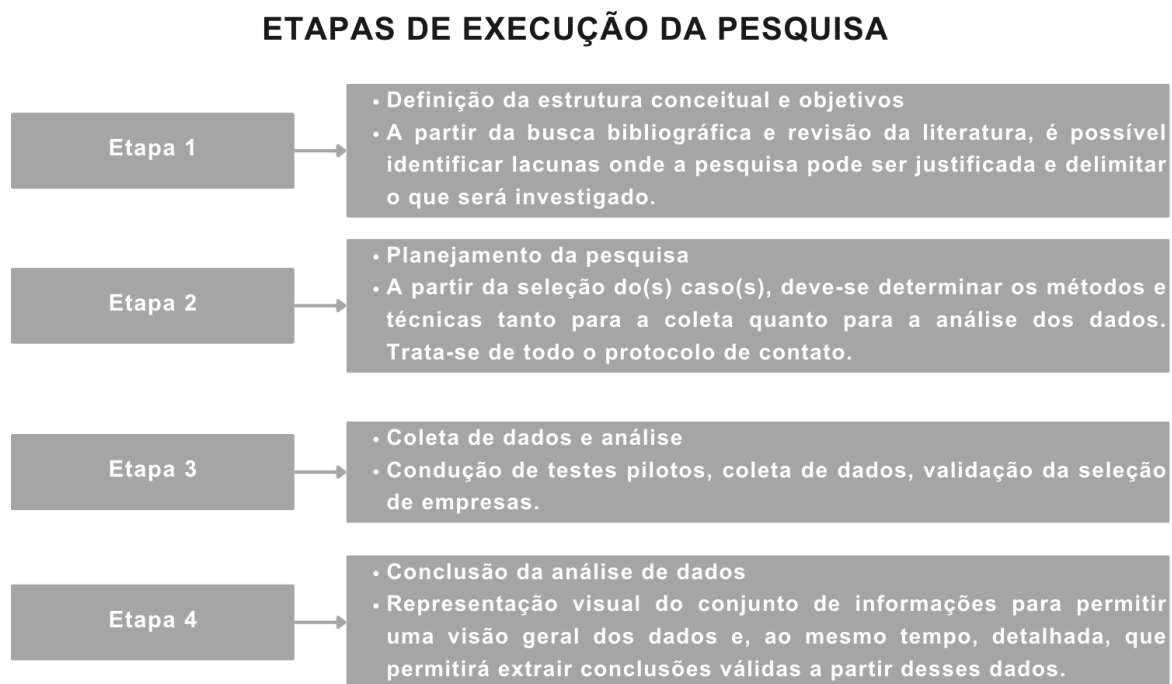 ETAPAS DE EXECUÇÃO DA PESQUISA
Etapa 1
• Definição da estrutura conceitual e objetivos
• A partir da busca bibliográfica e revisão da literatura, é possível
identificar lacunas onde a pesquisa pode ser justificada e delimitar
o que será investigado.
Etapa 2
• Planejamento da pesquisa
• A partir da seleção do(s) caso(s), deve-se determinar os métodos e
técnicas tanto para a coleta quanto para a análise dos dados.
Trata-se de todo o protocolo de contato.
Etapa 3
• Coleta de dados e análise
• Condução de testes pilotos, coleta de dados, validação da seleção
de empresas.
Etapa 4
• Conclusão da análise de dados
• Representação visual do conjunto de informações para permitir
uma visão geral dos dados e, ao mesmo tempo, detalhada, que
permitirá extrair conclusões válidas a partir desses dados.